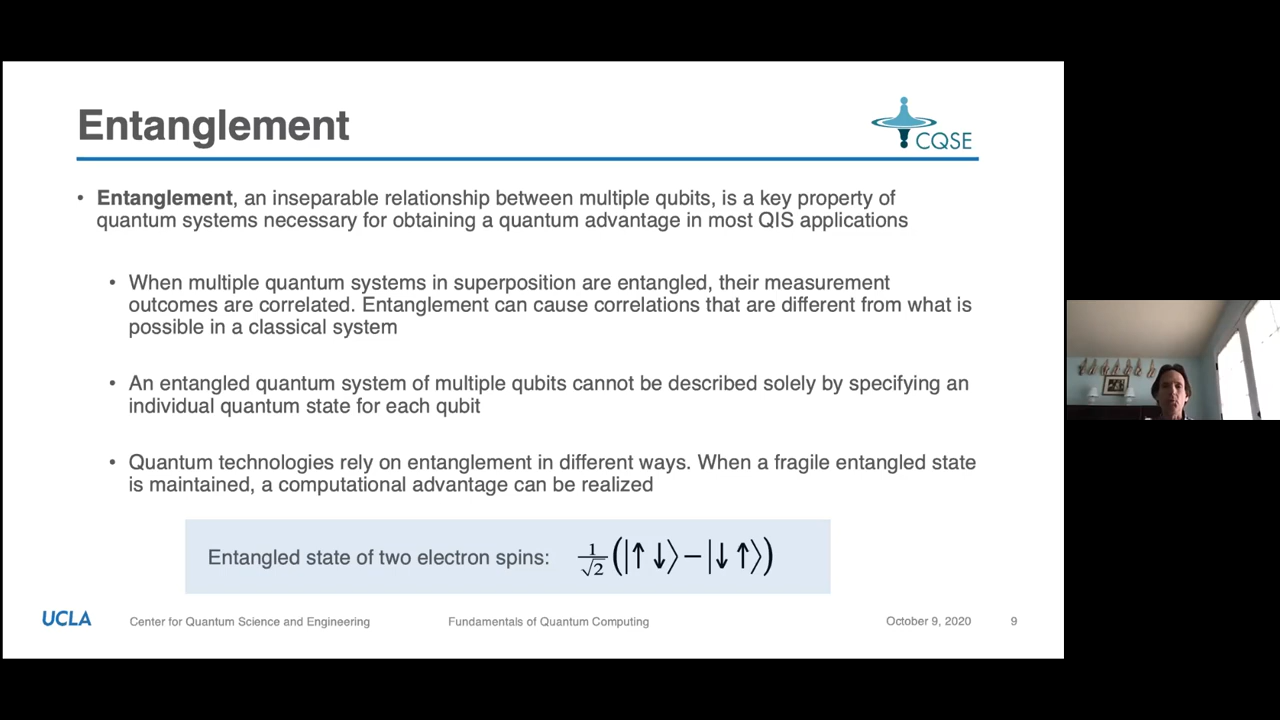 Entanglement
CQSE
• Entanglement, an inseparable relationship between multiple qubits, is a key property of
quantum systems necessary for obtaining a quantum advantage in most QIS applications
• When multiple quantum systems in superposition are entangled, their measurement
outcomes are correlated. Entanglement can cause correlations that are different from what is
possible in a classical system
• An entangled quantum system of multiple qubits cannot be described solely by specifying an
individual quantum state for each qubit
• Quantum technologies rely on entanglement in different ways. When a fragile entangled state
is maintained, a computational advantage can be realized
Entangled state of two electron spins: 1/√2 (|↑ ↓⟩ − |↓ ↑⟩)
UCLA Center for Quantum Science and Engineering Fundamentals of Quantum Computing October 9, 2020 9